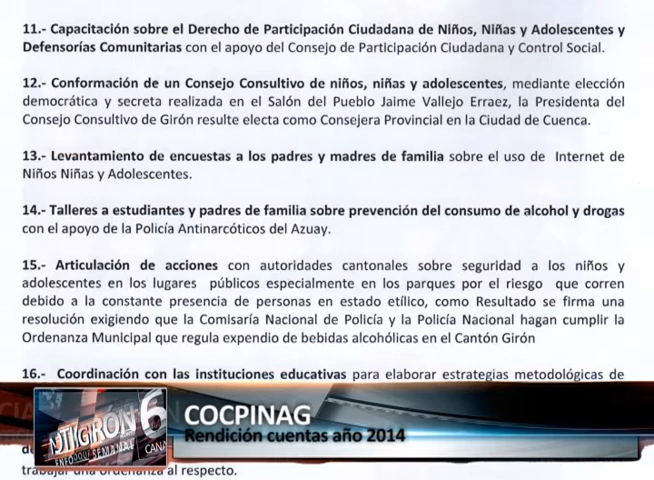 11.- Capacitación sobre el Derecho de Participación Ciudadana de Niños, Niñas y Adolescentes y
Defensorías Comunitarias con el apoyo del Consejo de Participación Ciudadana y Control Social.
12.- Conformación de un Consejo Consultivo de niños, niñas y adolescentes, mediante elección
democrática y secreta realizada en el Salón del Pueblo Jaime Vallejo Erraez, la Presidenta del
Consejo Consultivo de Girón resulte electa como Consejera Provincial en la Ciudad de Cuenca.
13.- Levantamiento de encuestas a los padres y madres de familia sobre el uso de Internet de
Niños Niñas y Adolescentes.
14.- Talleres a estudiantes y padres de familia sobre prevención del consumo de alcohol y drogas
con el apoyo de la Policía Antinarcóticos del Azuay.
15.- Articulación de acciones con autoridades cantonales sobre seguridad a los niños y
adolescentes en los lugares públicos especialmente en los parques por el riesgo que corren
debido a la constante presencia de personas en estado etílico, como Resultado se firma una
resolución exigiendo que la Comisaría Nacional de Policía y la Policía Nacional hagan cumplir la
Ordenanza Municipal que regula expendio de bebidas alcohólicas en el Cantón Girón
16.- Coordinación con las instituciones educativas para elaborar estrategias metodológicas de
NOTIGIRÓN 6
ENFOQUE SEMANAL CANAL
COCPINAG
Rendición cuentas año 2014
trabajar una ordenanza al respecto.